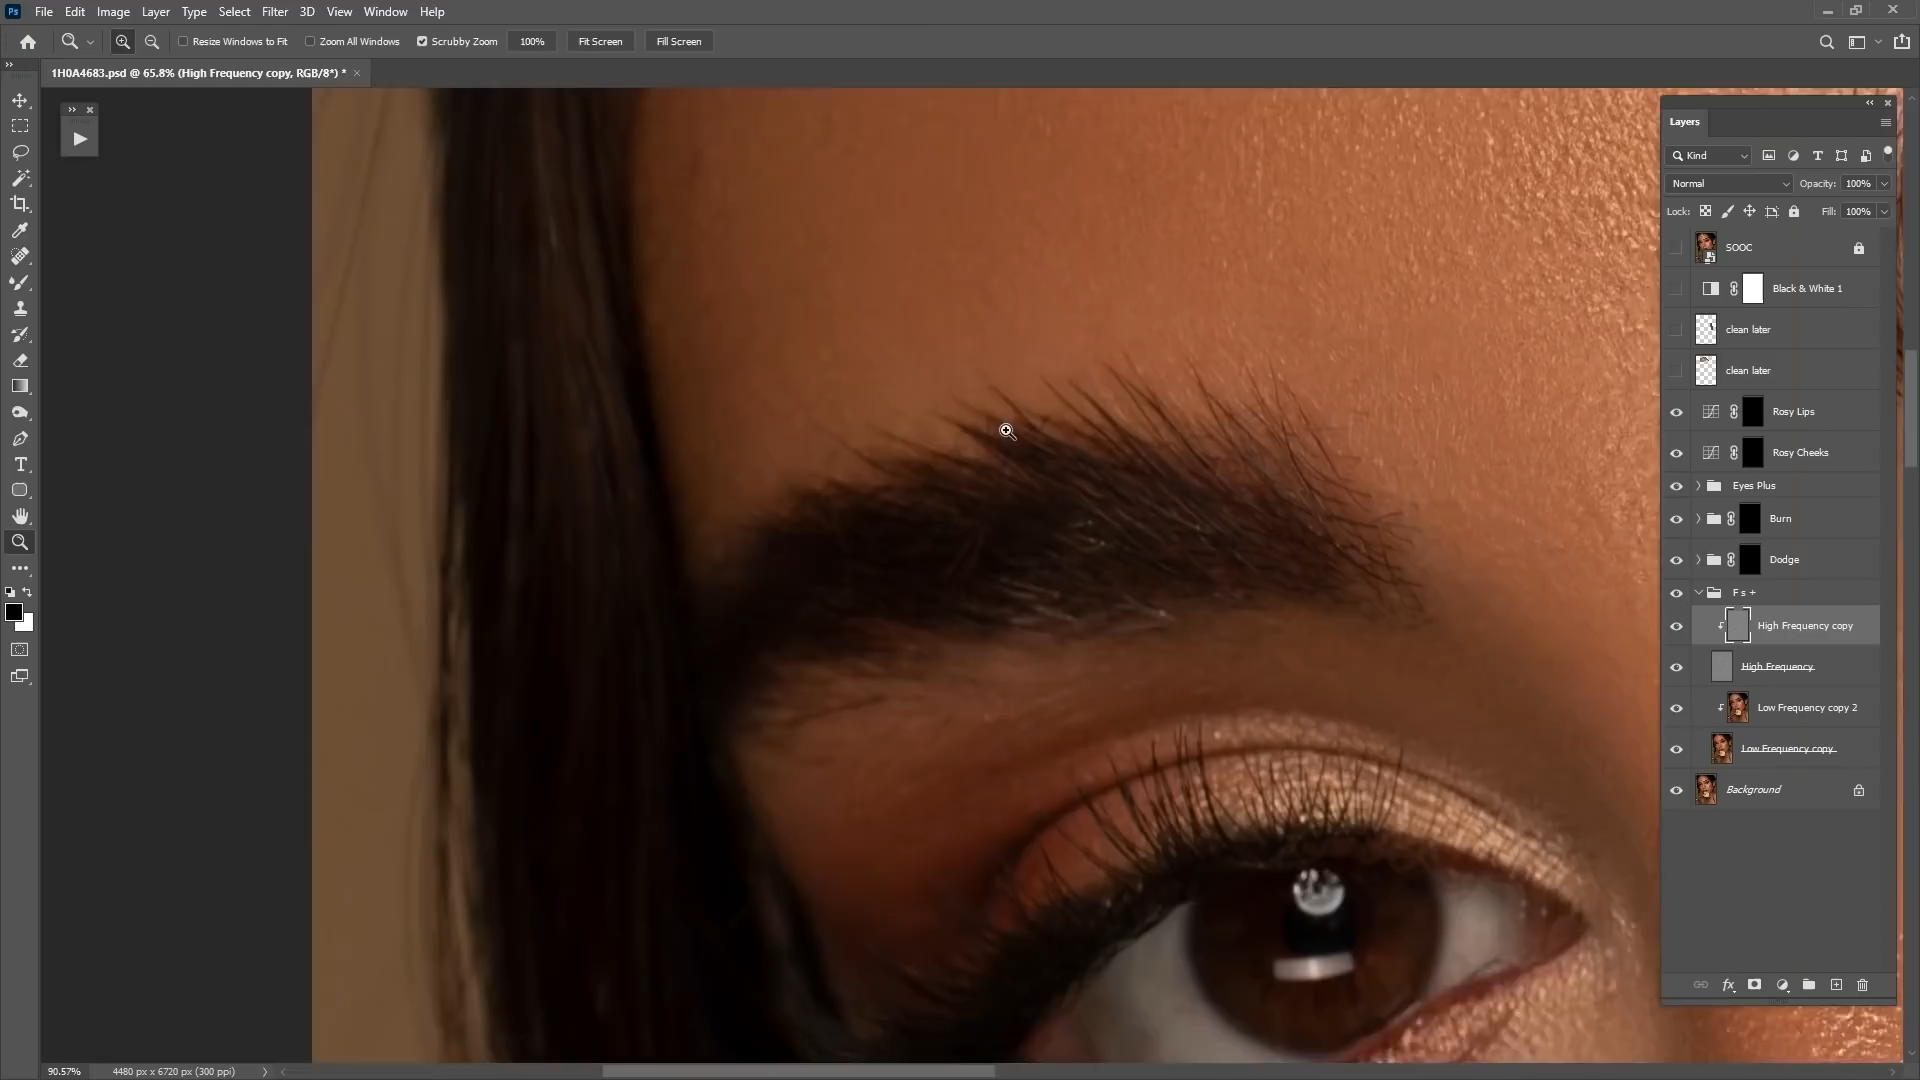 Ps File Edit Image Layer Type Select Filter 3D View Window Help
Resize Windows to Fit Zoom All Windows Scrubby Zoom 100% Fit Screen Fill Screen
1H0A4683.psd @ 65.8% (High Frequency copy, RGB/8*) * ×
Layers
Kind
Normal Opacity: 100%
Lock: Fill: 100%
SOOC
Black & White 1
clean later
clean later
Rosy Lips
Rosy Cheeks
Eyes Plus
Burn
Dodge
F s +
High Frequency copy
High Frequency
Low Frequency copy 2
Low Frequency copy
Background
fx
90.57% 4480 px x 6720 px (300 ppi)